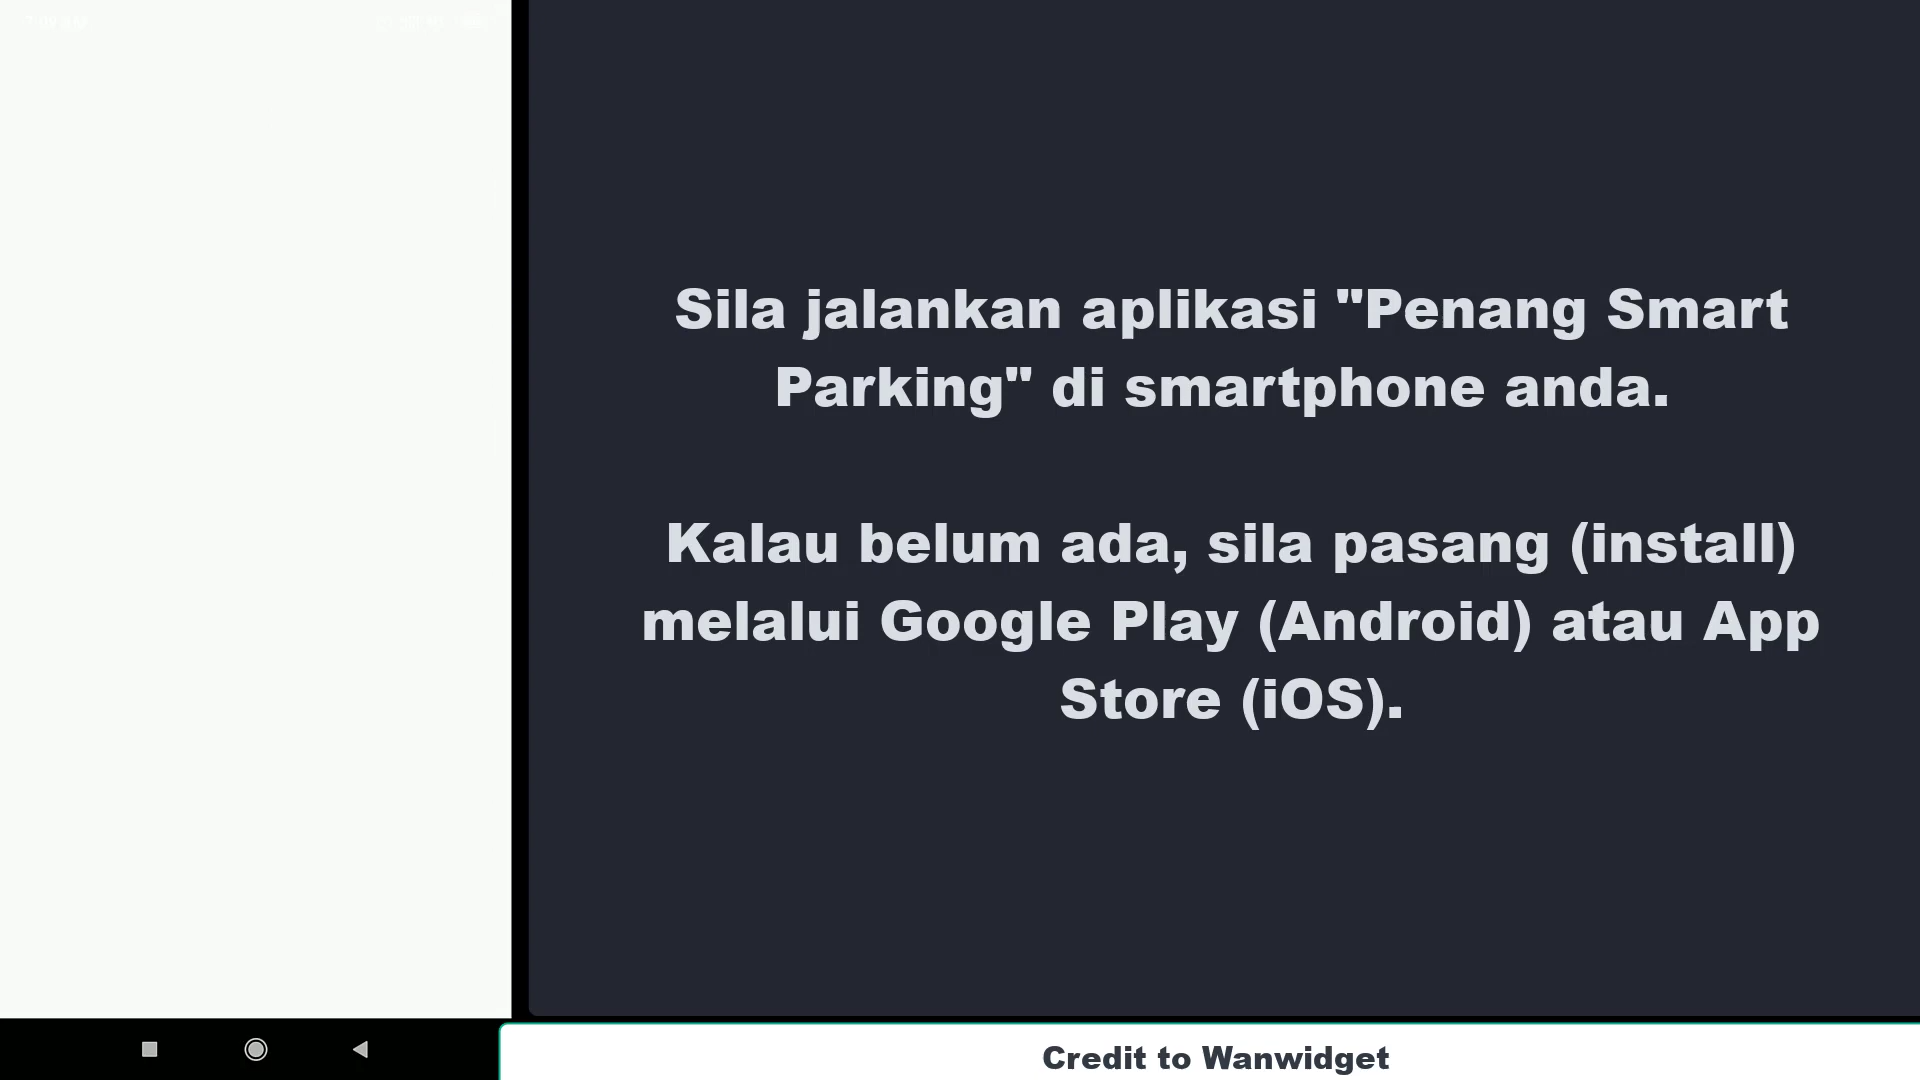 Sila jalankan aplikasi "Penang Smart
Parking" di smartphone anda.
Kalau belum ada, sila pasang (install)
melalui Google Play (Android) atau App
Store (iOS).
Credit to Wanwidget